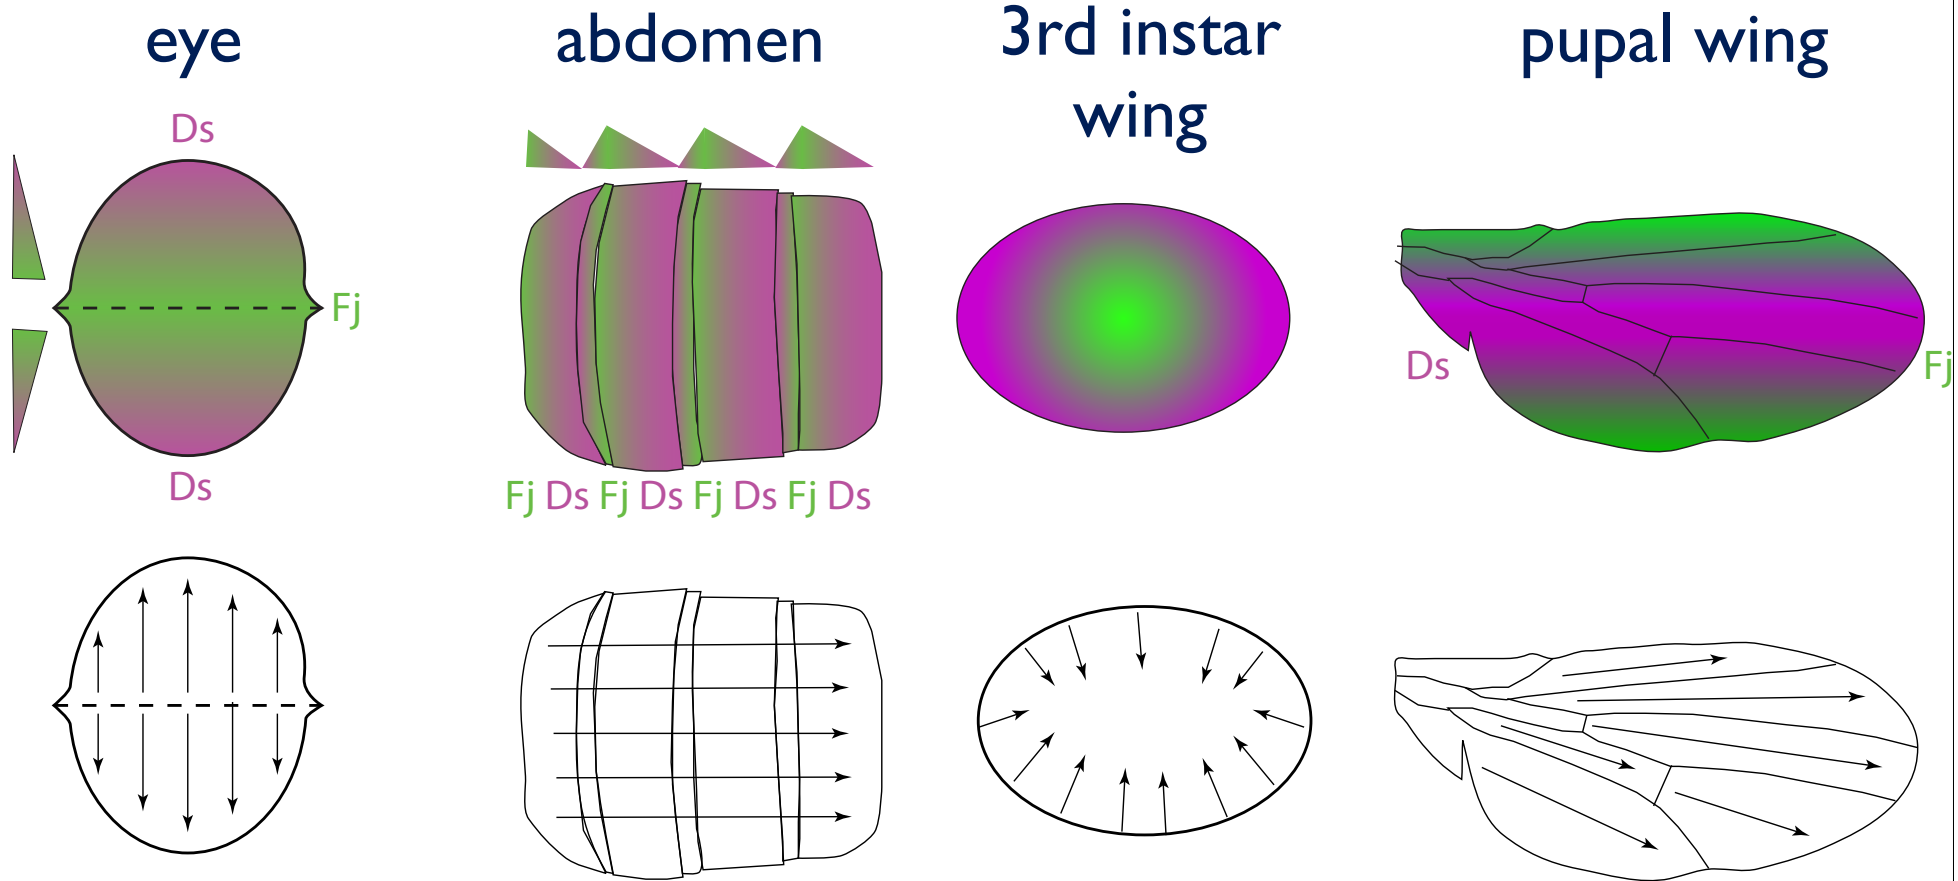 eye
abdomen
3rd instar
wing
pupal wing
Ds
Fj
Ds
Fj Ds Fj Ds Fj Ds Fj Ds
Ds
Fj